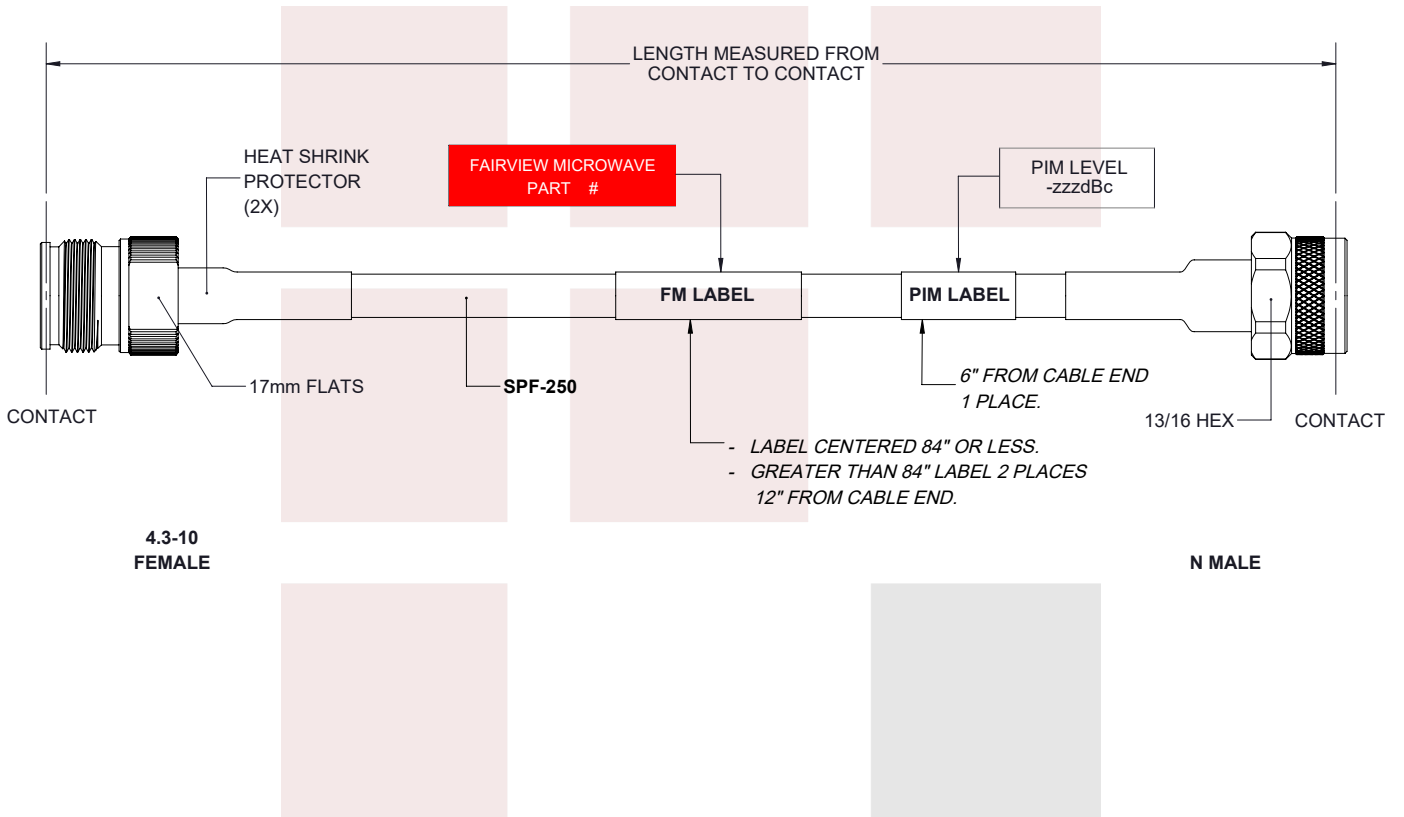 LENGTH MEASURED FROM
CONTACT TO CONTACT
HEAT SHRINK
PROTECTOR
(2X)
FAIRVIEW MICROWAVE
PART #
PIM LEVEL
-zzzdBc
FM LABEL
PIM LABEL
17mm FLATS
SPF-250
6" FROM CABLE END
1 PLACE.
CONTACT
13/16 HEX
CONTACT
- LABEL CENTERED 84" OR LESS.
- GREATER THAN 84" LABEL 2 PLACES
12" FROM CABLE END.
4.3-10
FEMALE
N MALE